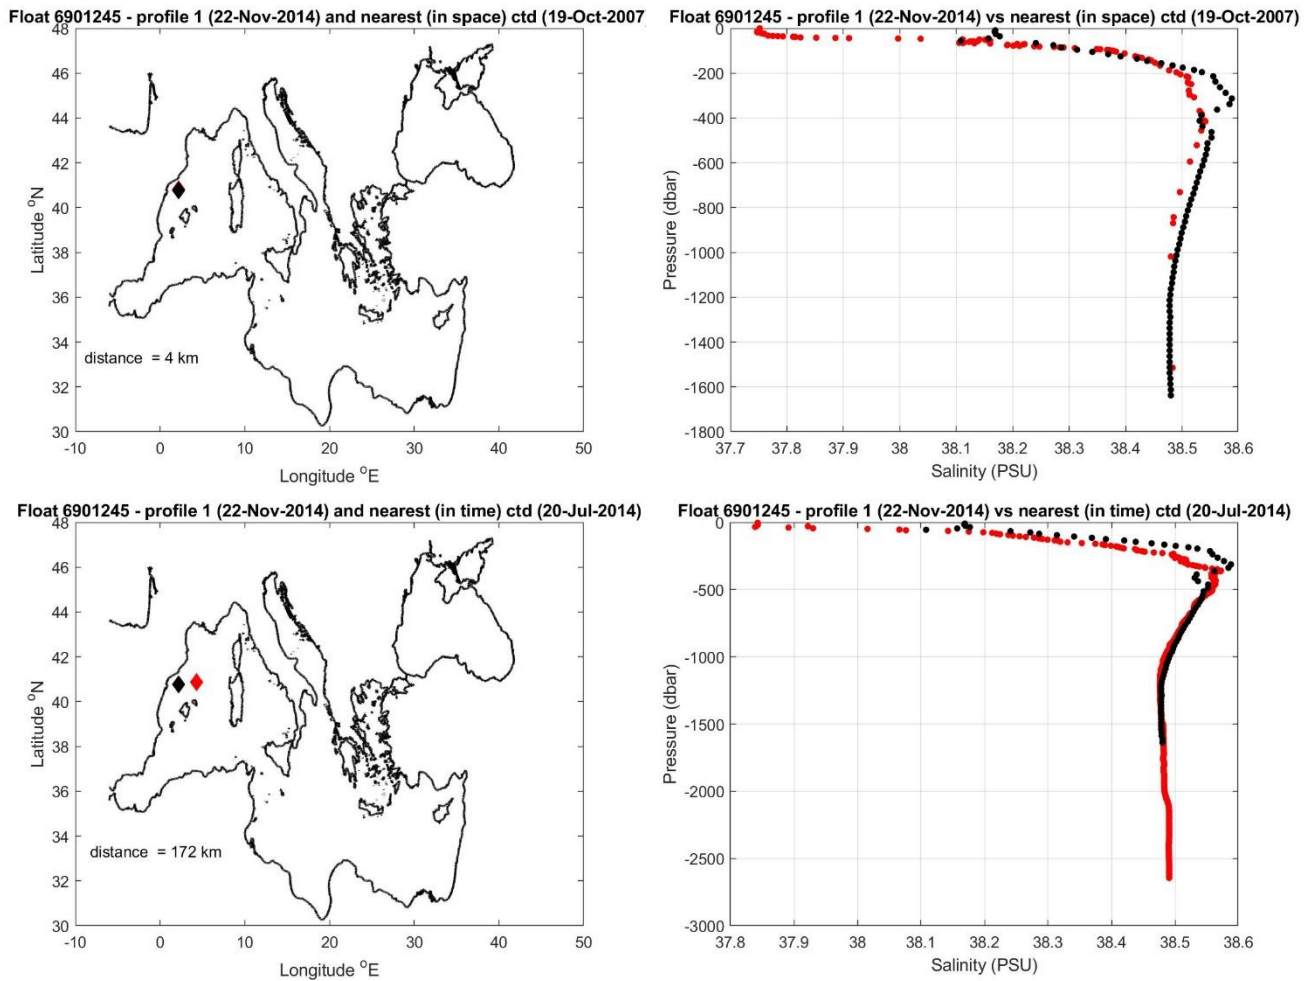 Float 6901245 - profile 1 (22-Nov-2014) and nearest (in space) ctd (19-Oct-2007)
48
46
44
42
40
38
36
34
32
30
Latitude °N
distance = 4 km
-10 0 10 20 30 40 50
Longitude °E
Float 6901245 - profile 1 (22-Nov-2014) vs nearest (in space) ctd (19-Oct-2007)
0
-200
-400
-600
-800
-1000
-1200
-1400
-1600
-1800
Pressure (dbar)
37.7 37.8 37.9 38 38.1 38.2 38.3 38.4 38.5 38.6
Salinity (PSU)
Float 6901245 - profile 1 (22-Nov-2014) and nearest (in time) ctd (20-Jul-2014)
48
46
44
42
40
38
36
34
32
30
Latitude °N
distance = 172 km
-10 0 10 20 30 40 50
Longitude °E
Float 6901245 - profile 1 (22-Nov-2014) vs nearest (in time) ctd (20-Jul-2014)
0
-500
-1000
-1500
-2000
-2500
-3000
Pressure (dbar)
37.8 37.9 38 38.1 38.2 38.3 38.4 38.5 38.6
Salinity (PSU)